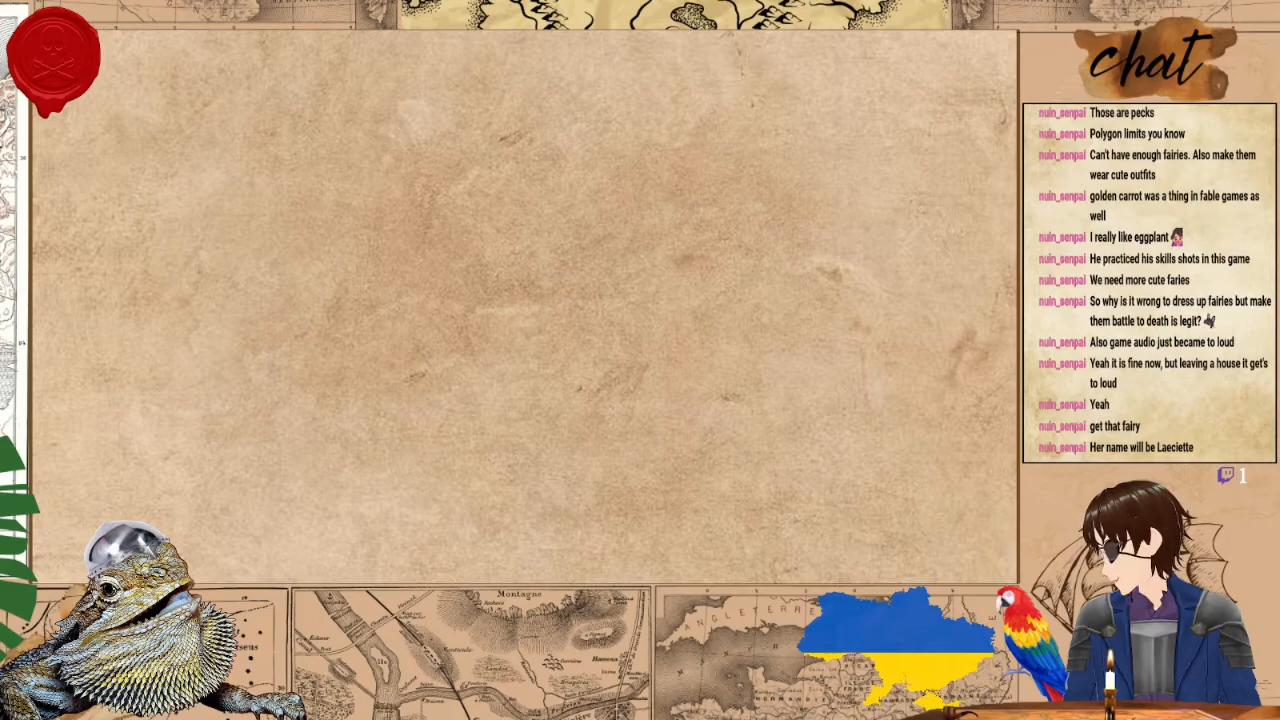 chat
nuin_senpai Those are pecks
nuin_senpai Polygon limits you know
nuin_senpai Can't have enough fairies. Also make them
wear cute outfits
nuin_senpai golden carrot was a thing in fable games as
well
nuin_senpai I really like eggplant
nuin_senpai He practiced his skills shots in this game
nuin_senpai We need more cute faries
nuin_senpai So why is it wrong to dress up fairies but make
them battle to death is legit?
nuin_senpai Also game audio just became to loud
nuin_senpai Yeah it is fine now, but leaving a house it get's
to loud
nuin_senpai Yeah
nuin_senpai get that fairy
nuin_senpai Her name will be Laeciette
1
Montagne
ANGLETERRE